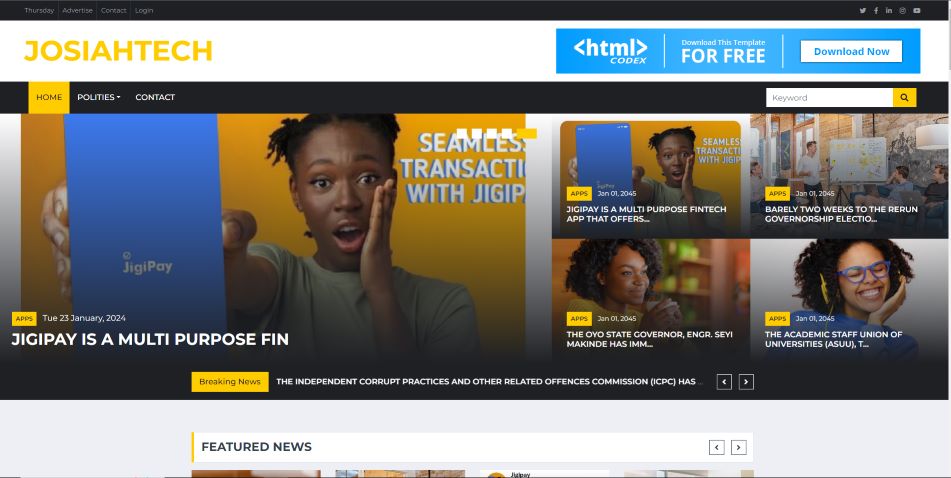 Thursday Advertise Contact Login
JOSIAHTECH
<html>
CODEX
Download This Template
FOR FREE
Download Now
HOME POLITIES CONTACT
Keyword
SEAMLESS
TRANSACTI
WITH JIGIP
JigiPay
APPS Tue 23 January, 2024
JIGIPAY IS A MULTI PURPOSE FIN
SEAMLESS
TRANSACTIO
WITH JIGIP
JigiPay
APPS Jan 01, 2045
JIGIPAY IS A MULTI PURPOSE FINTECH
APP THAT OFFERS...
APPS Jan 01, 2045
BARELY TWO WEEKS TO THE RERUN
GOVERNORSHIP ELECTIO...
APPS Jan 01, 2045
THE OYO STATE GOVERNOR, ENGR. SEYI
MAKINDE HAS IMM...
APPS Jan 01, 2045
THE ACADEMIC STAFF UNION OF
UNIVERSITIES (ASUU), T...
Breaking News THE INDEPENDENT CORRUPT PRACTICES AND OTHER RELATED OFFENCES COMMISSION (ICPC) HAS ...
FEATURED NEWS
Jigipay